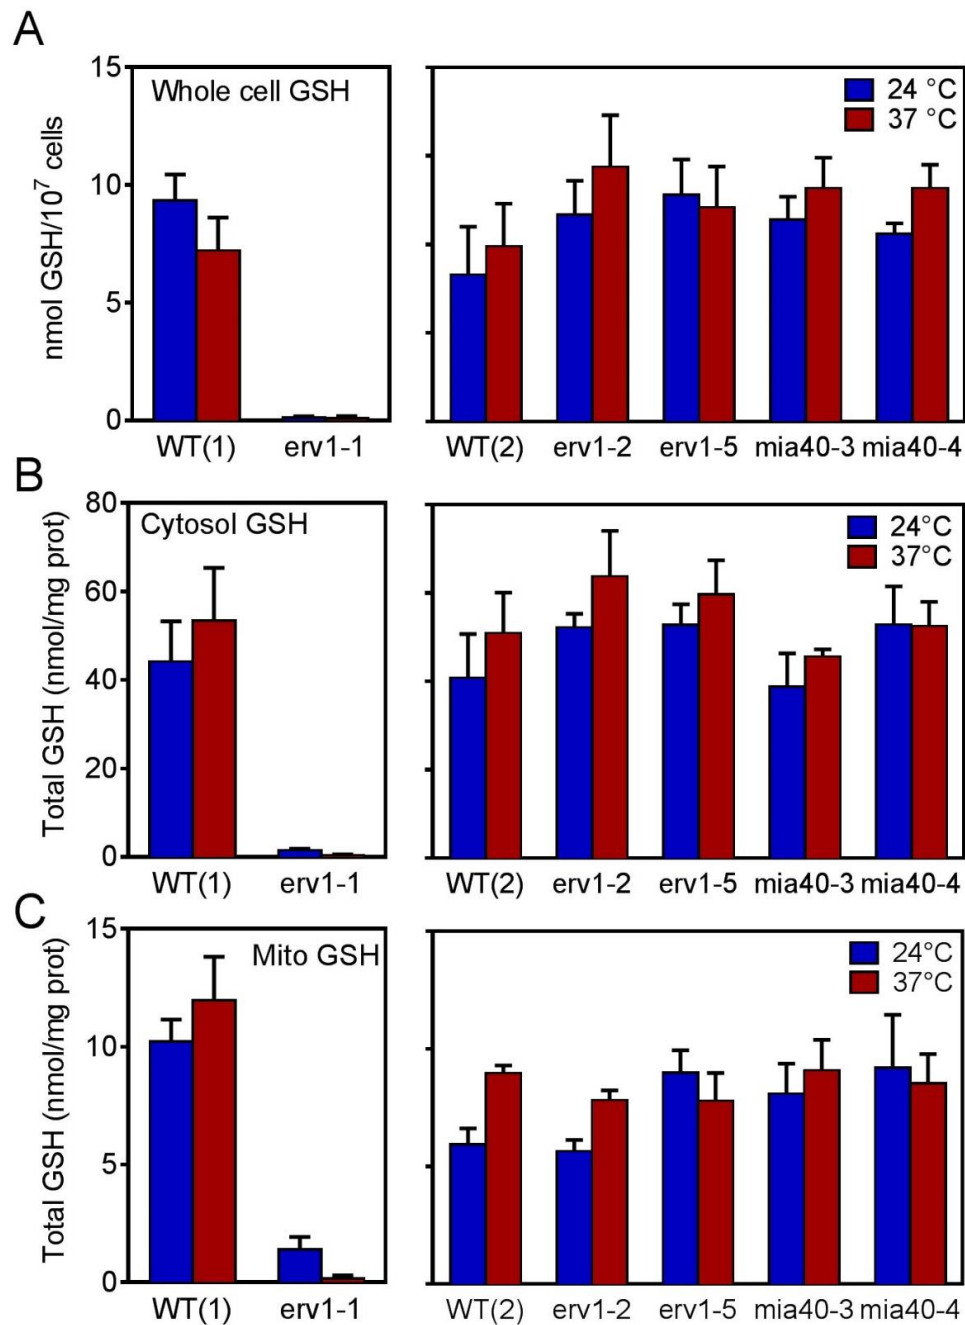 A
nmol GSH/10⁷ cells
15
10
5
0
Whole cell GSH
WT(1) erv1-1
24 °C
37 °C
WT(2) erv1-2 erv1-5 mia40-3 mia40-4
B
Total GSH (nmol/mg prot)
80
60
40
20
0
Cytosol GSH
WT(1) erv1-1
24°C
37°C
WT(2) erv1-2 erv1-5 mia40-3 mia40-4
C
Total GSH (nmol/mg prot)
15
10
5
0
Mito GSH
WT(1) erv1-1
24°C
37°C
WT(2) erv1-2 erv1-5 mia40-3 mia40-4